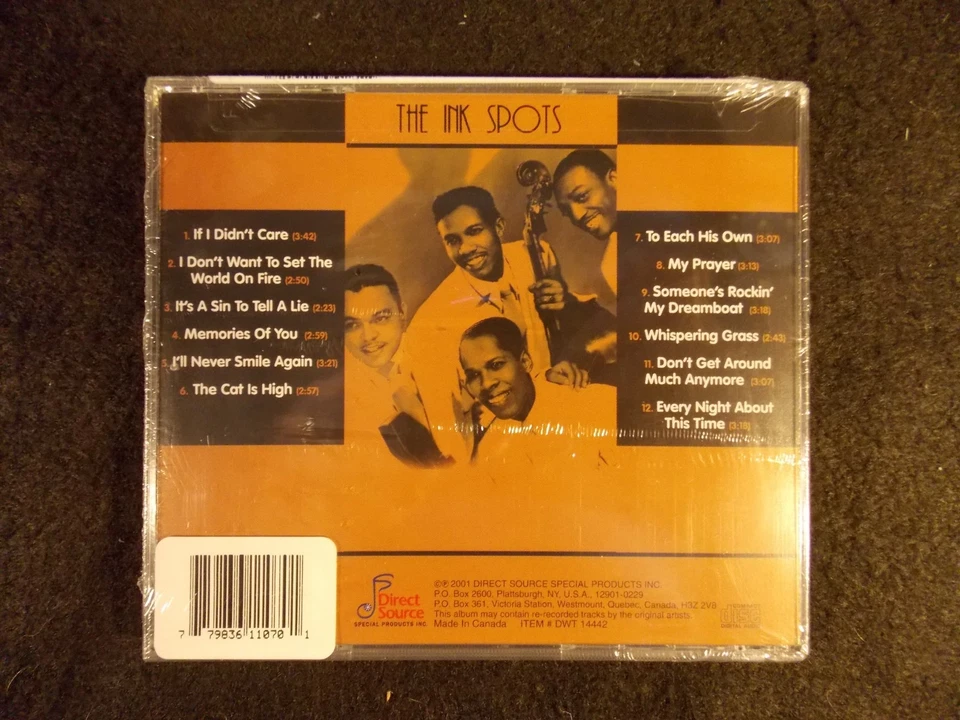 THE INK SPOTS
1. If I Didn't Care (3:42)
2. I Don't Want To Set The
World On Fire (2:50)
3. It's A Sin To Tell A Lie (2:23)
4. Memories Of You (2:59)
5. I'll Never Smile Again (3:21)
6. The Cat Is High (2:57)
7. To Each His Own (3:07)
8. My Prayer (3:13)
9. Someone's Rockin'
My Dreamboat (3:18)
10. Whispering Grass (2:43)
11. Don't Get Around
Much Anymore (3:07)
12. Every Night About
This Time (3:18)
7 79836 11070 1
Direct
Source
SPECIAL PRODUCTS INC.
©℗ 2001 DIRECT SOURCE SPECIAL PRODUCTS INC.
P.O. Box 2600, Plattsburgh, NY, U.S.A., 12901-0229
P.O. Box 361, Victoria Station, Westmount, Quebec, Canada, H3Z 2V8
This album may contain re-recorded tracks by the original artists.
Made in Canada ITEM # DWT 14442
COMPACT
disc
DIGITAL AUDIO